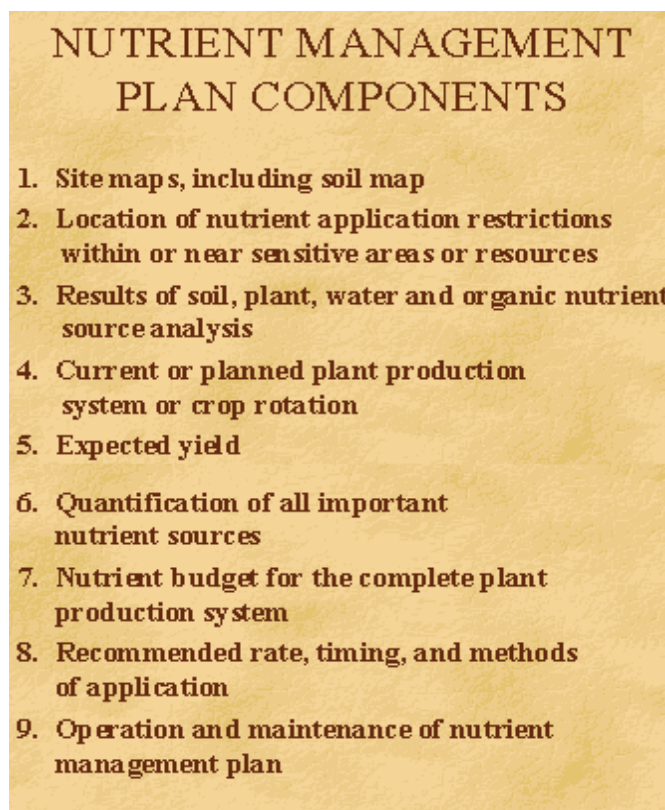 NUTRIENT MANAGEMENT
PLAN COMPONENTS
1. Site maps, including soil map
2. Location of nutrient application restrictions
within or near sensitive areas or resources
3. Results of soil, plant, water and organic nutrient
source analysis
4. Current or planned plant production
system or crop rotation
5. Expected yield
6. Quantification of all important
nutrient sources
7. Nutrient budget for the complete plant
production system
8. Recommended rate, timing, and methods
of application
9. Operation and maintenance of nutrient
management plan